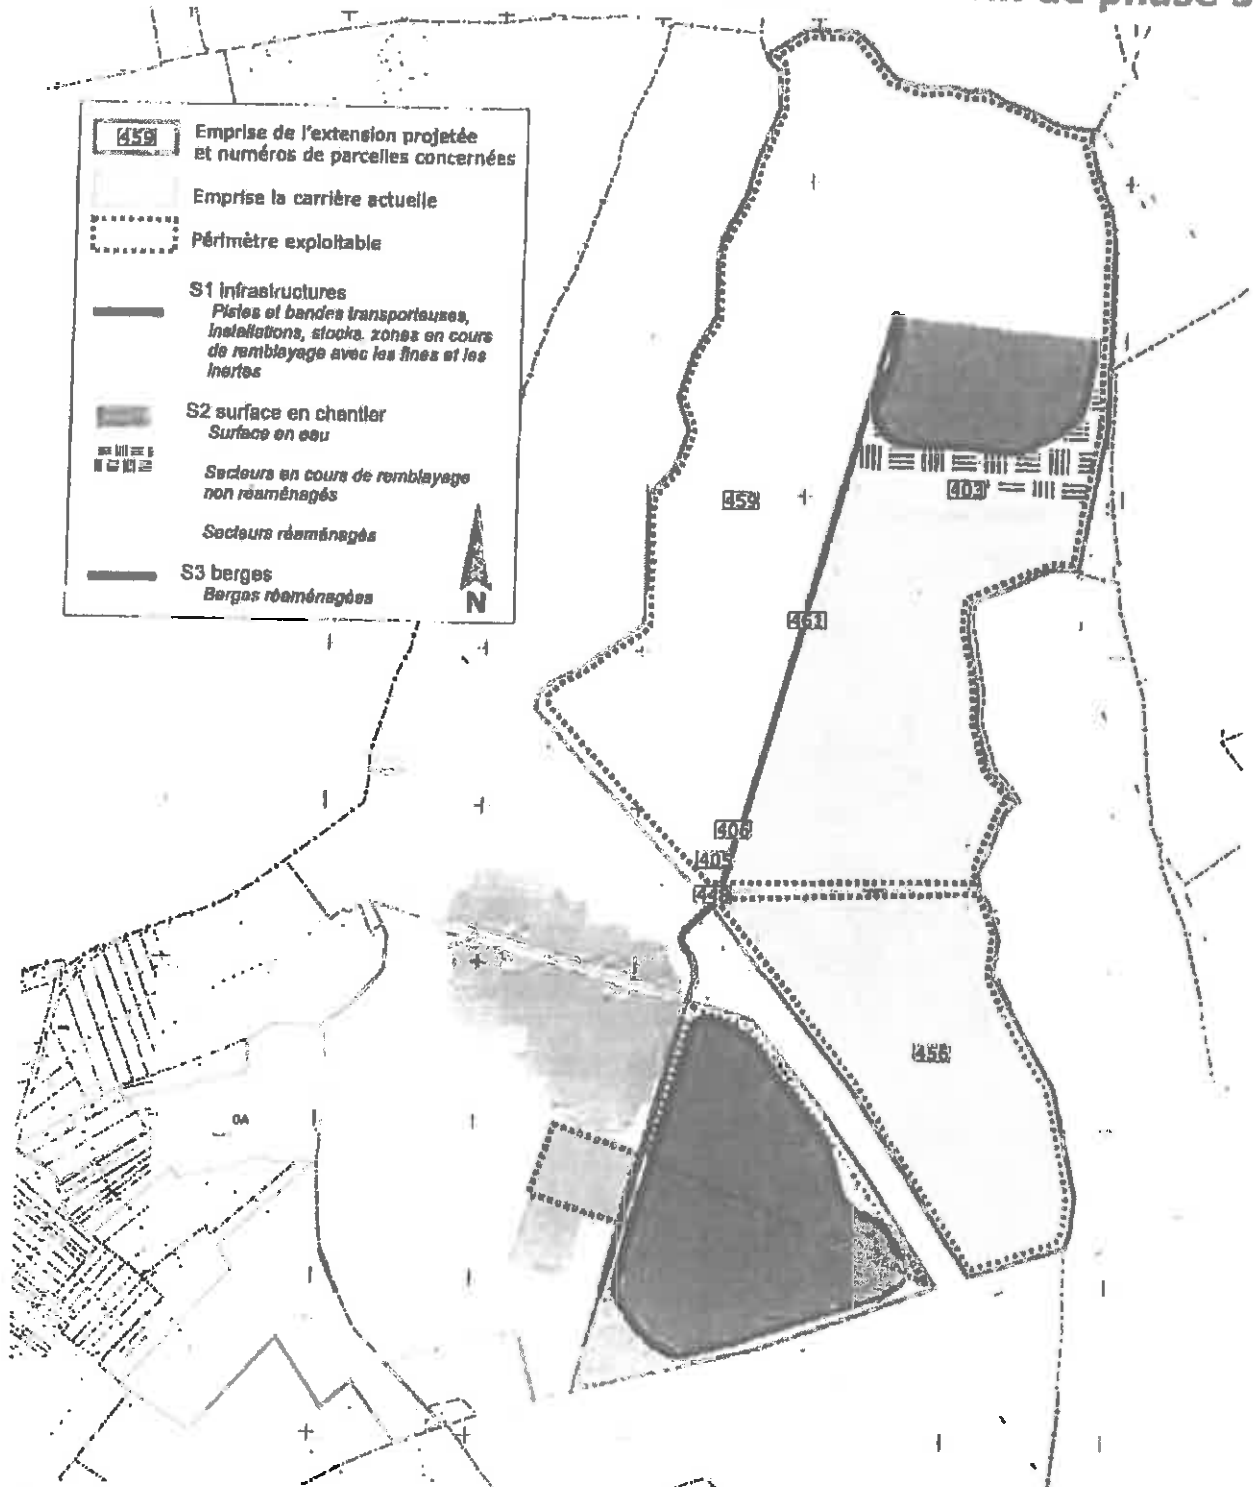 phase
459
Emprise de l'extension projetée
et numéros de parcelles concernées
Emprise la carrière actuelle
Périmètre exploitable
S1 infrastructures
Pistes et bandes transporteuses,
installations, stocks, zones en cours
de remblayage avec les fines et les
inertes
S2 surface en chantier
Surface en eau
Secteurs en cours de remblayage
non réaménagés
Secteurs réaménagés
S3 berges
Berges réaménagées
N
459
403
461
406
405
456
OA